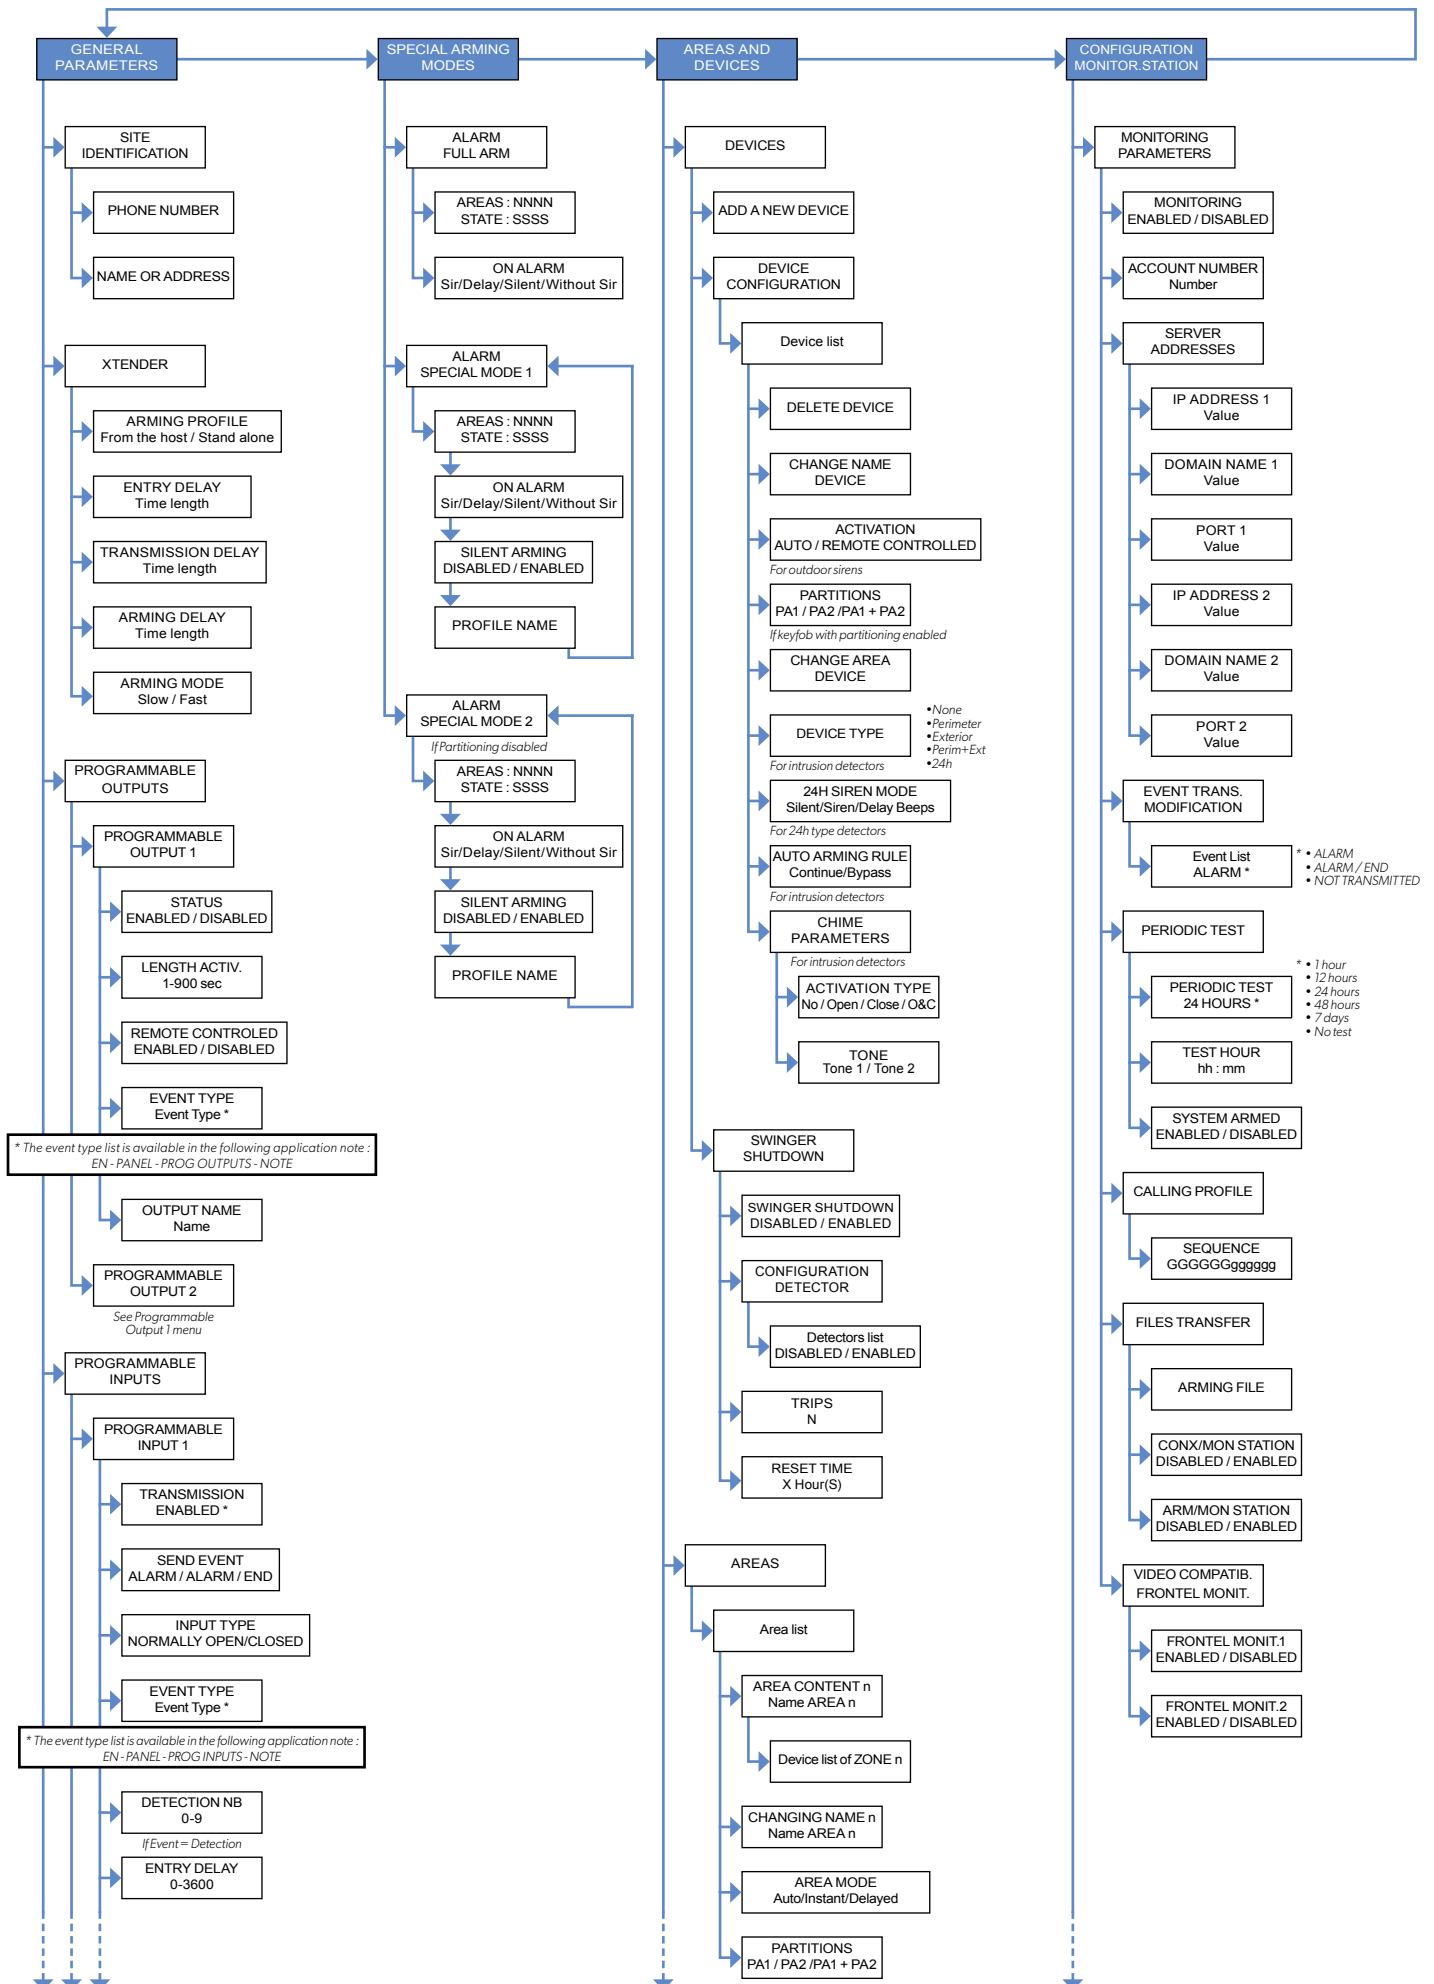 GENERAL
PARAMETERS
SITE
IDENTIFICATION
PHONE NUMBER
NAME OR ADDRESS
XTENDER
ARMING PROFILE
From the host / Stand alone
ENTRY DELAY
Time length
TRANSMISSION DELAY
Time length
ARMING DELAY
Time length
ARMING MODE
Slow / Fast
PROGRAMMABLE
OUTPUTS
PROGRAMMABLE
OUTPUT 1
STATUS
ENABLED / DISABLED
LENGTH ACTIV.
1-900 sec
REMOTE CONTROLED
ENABLED / DISABLED
EVENT TYPE
Event Type *
* The event type list is available in the following application note :
EN - PANEL - PROG OUTPUTS - NOTE
OUTPUT NAME
Name
PROGRAMMABLE
OUTPUT 2
See Programmable
Output 1 menu
PROGRAMMABLE
INPUTS
PROGRAMMABLE
INPUT 1
TRANSMISSION
ENABLED *
SEND EVENT
ALARM / ALARM / END
INPUT TYPE
NORMALLY OPEN/CLOSED
EVENT TYPE
Event Type *
* The event type list is available in the following application note :
EN - PANEL - PROG INPUTS - NOTE
DETECTION NB
0-9
If Event = Detection
ENTRY DELAY
0-3600
SPECIAL ARMING
MODES
ALARM
FULL ARM
AREAS : NNNN
STATE : SSSS
ON ALARM
Sir/Delay/Silent/Without Sir
ALARM
SPECIAL MODE 1
AREAS : NNNN
STATE : SSSS
ON ALARM
Sir/Delay/Silent/Without Sir
SILENT ARMING
DISABLED / ENABLED
PROFILE NAME
ALARM
SPECIAL MODE 2
If Partitioning disabled
AREAS : NNNN
STATE : SSSS
ON ALARM
Sir/Delay/Silent/Without Sir
SILENT ARMING
DISABLED / ENABLED
PROFILE NAME
AREAS AND
DEVICES
DEVICES
ADD A NEW DEVICE
DEVICE
CONFIGURATION
Device list
DELETE DEVICE
CHANGE NAME
DEVICE
ACTIVATION
AUTO / REMOTE CONTROLLED
For outdoor sirens
PARTITIONS
PA1 / PA2 /PA1 + PA2
If keyfob with partitioning enabled
CHANGE AREA
DEVICE
DEVICE TYPE
•None
•Perimeter
•Exterior
•Perim+Ext
•24h
For intrusion detectors
24H SIREN MODE
Silent/Siren/Delay Beeps
For 24h type detectors
AUTO ARMING RULE
Continue/Bypass
For intrusion detectors
CHIME
PARAMETERS
For intrusion detectors
ACTIVATION TYPE
No / Open / Close / O&C
TONE
Tone 1 / Tone 2
SWINGER
SHUTDOWN
SWINGER SHUTDOWN
DISABLED / ENABLED
CONFIGURATION
DETECTOR
Detectors list
DISABLED / ENABLED
TRIPS
N
RESET TIME
X Hour(S)
AREAS
Area list
AREA CONTENT n
Name AREA n
Device list of ZONE n
CHANGING NAME n
Name AREA n
AREA MODE
Auto/Instant/Delayed
PARTITIONS
PA1 / PA2 /PA1 + PA2
CONFIGURATION
MONITOR.STATION
MONITORING
PARAMETERS
MONITORING
ENABLED / DISABLED
ACCOUNT NUMBER
Number
SERVER
ADDRESSES
IP ADDRESS 1
Value
DOMAIN NAME 1
Value
PORT 1
Value
IP ADDRESS 2
Value
DOMAIN NAME 2
Value
PORT 2
Value
EVENT TRANS.
MODIFICATION
Event List
ALARM *
* • ALARM
• ALARM / END
• NOT TRANSMITTED
PERIODIC TEST
PERIODIC TEST
24 HOURS *
* • 1 hour
• 12 hours
• 24 hours
• 48 hours
• 7 days
• No test
TEST HOUR
hh : mm
SYSTEM ARMED
ENABLED / DISABLED
CALLING PROFILE
SEQUENCE
GGGGGGgggggg
FILES TRANSFER
ARMING FILE
CONX/MON STATION
DISABLED / ENABLED
ARM/MON STATION
DISABLED / ENABLED
VIDEO COMPATIB.
FRONTEL MONIT.
FRONTEL MONIT.1
ENABLED / DISABLED
FRONTEL MONIT.2
ENABLED / DISABLED